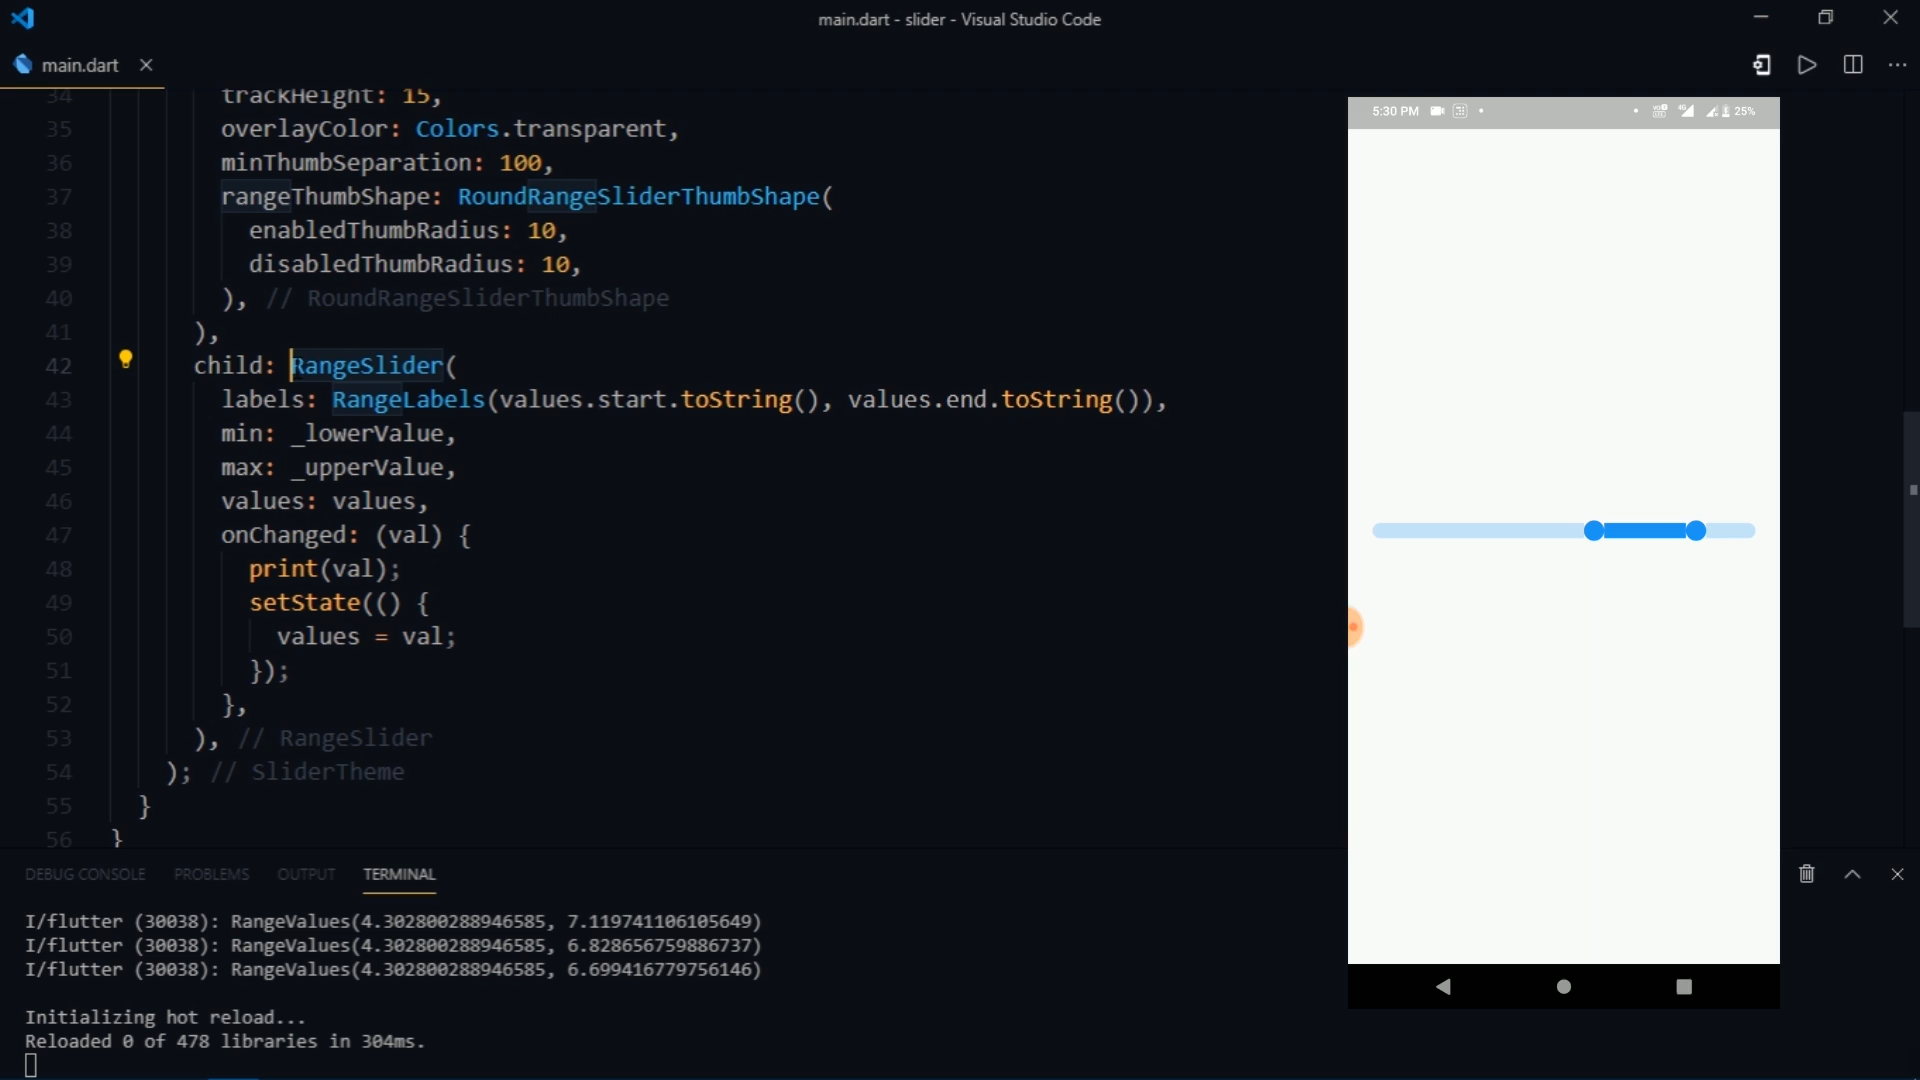 main.dart - slider - Visual Studio Code
main.dart
34 trackHeight: 15,
35 overlayColor: Colors.transparent,
36 minThumbSeparation: 100,
37 rangeThumbShape: RoundRangeSliderThumbShape(
38 enabledThumbRadius: 10,
39 disabledThumbRadius: 10,
40 ), // RoundRangeSliderThumbShape
41 ),
42 child: RangeSlider(
43 labels: RangeLabels(values.start.toString(), values.end.toString()),
44 min: _lowerValue,
45 max: _upperValue,
46 values: values,
47 onChanged: (val) {
48 print(val);
49 setState(() {
50 values = val;
51 });
52 },
53 ), // RangeSlider
54 ); // SliderTheme
55 }
56 }
5:30 PM 4G 25%
DEBUG CONSOLE PROBLEMS OUTPUT TERMINAL
I/flutter (30038): RangeValues(4.302800288946585, 7.119741106105649)
I/flutter (30038): RangeValues(4.302800288946585, 6.828656759886737)
I/flutter (30038): RangeValues(4.302800288946585, 6.699416779756146)
Initializing hot reload...
Reloaded 0 of 478 libraries in 304ms.